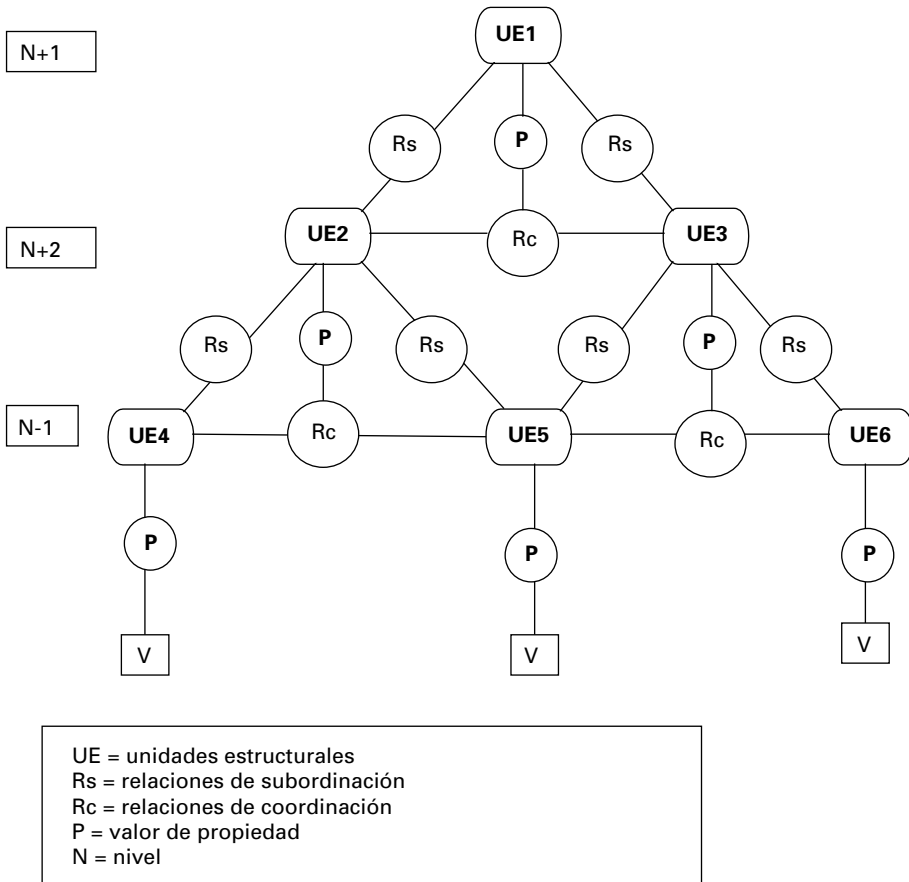 UE1
N+1
Rs
P
Rs
N+2
UE2
Rc
UE3
Rs
P
Rs
Rs
P
Rs
N-1
UE4
Rc
UE5
Rc
UE6
P
P
P
V
V
V
UE = unidades estructurales
Rs = relaciones de subordinación
Rc = relaciones de coordinación
P = valor de propiedad
N = nivel